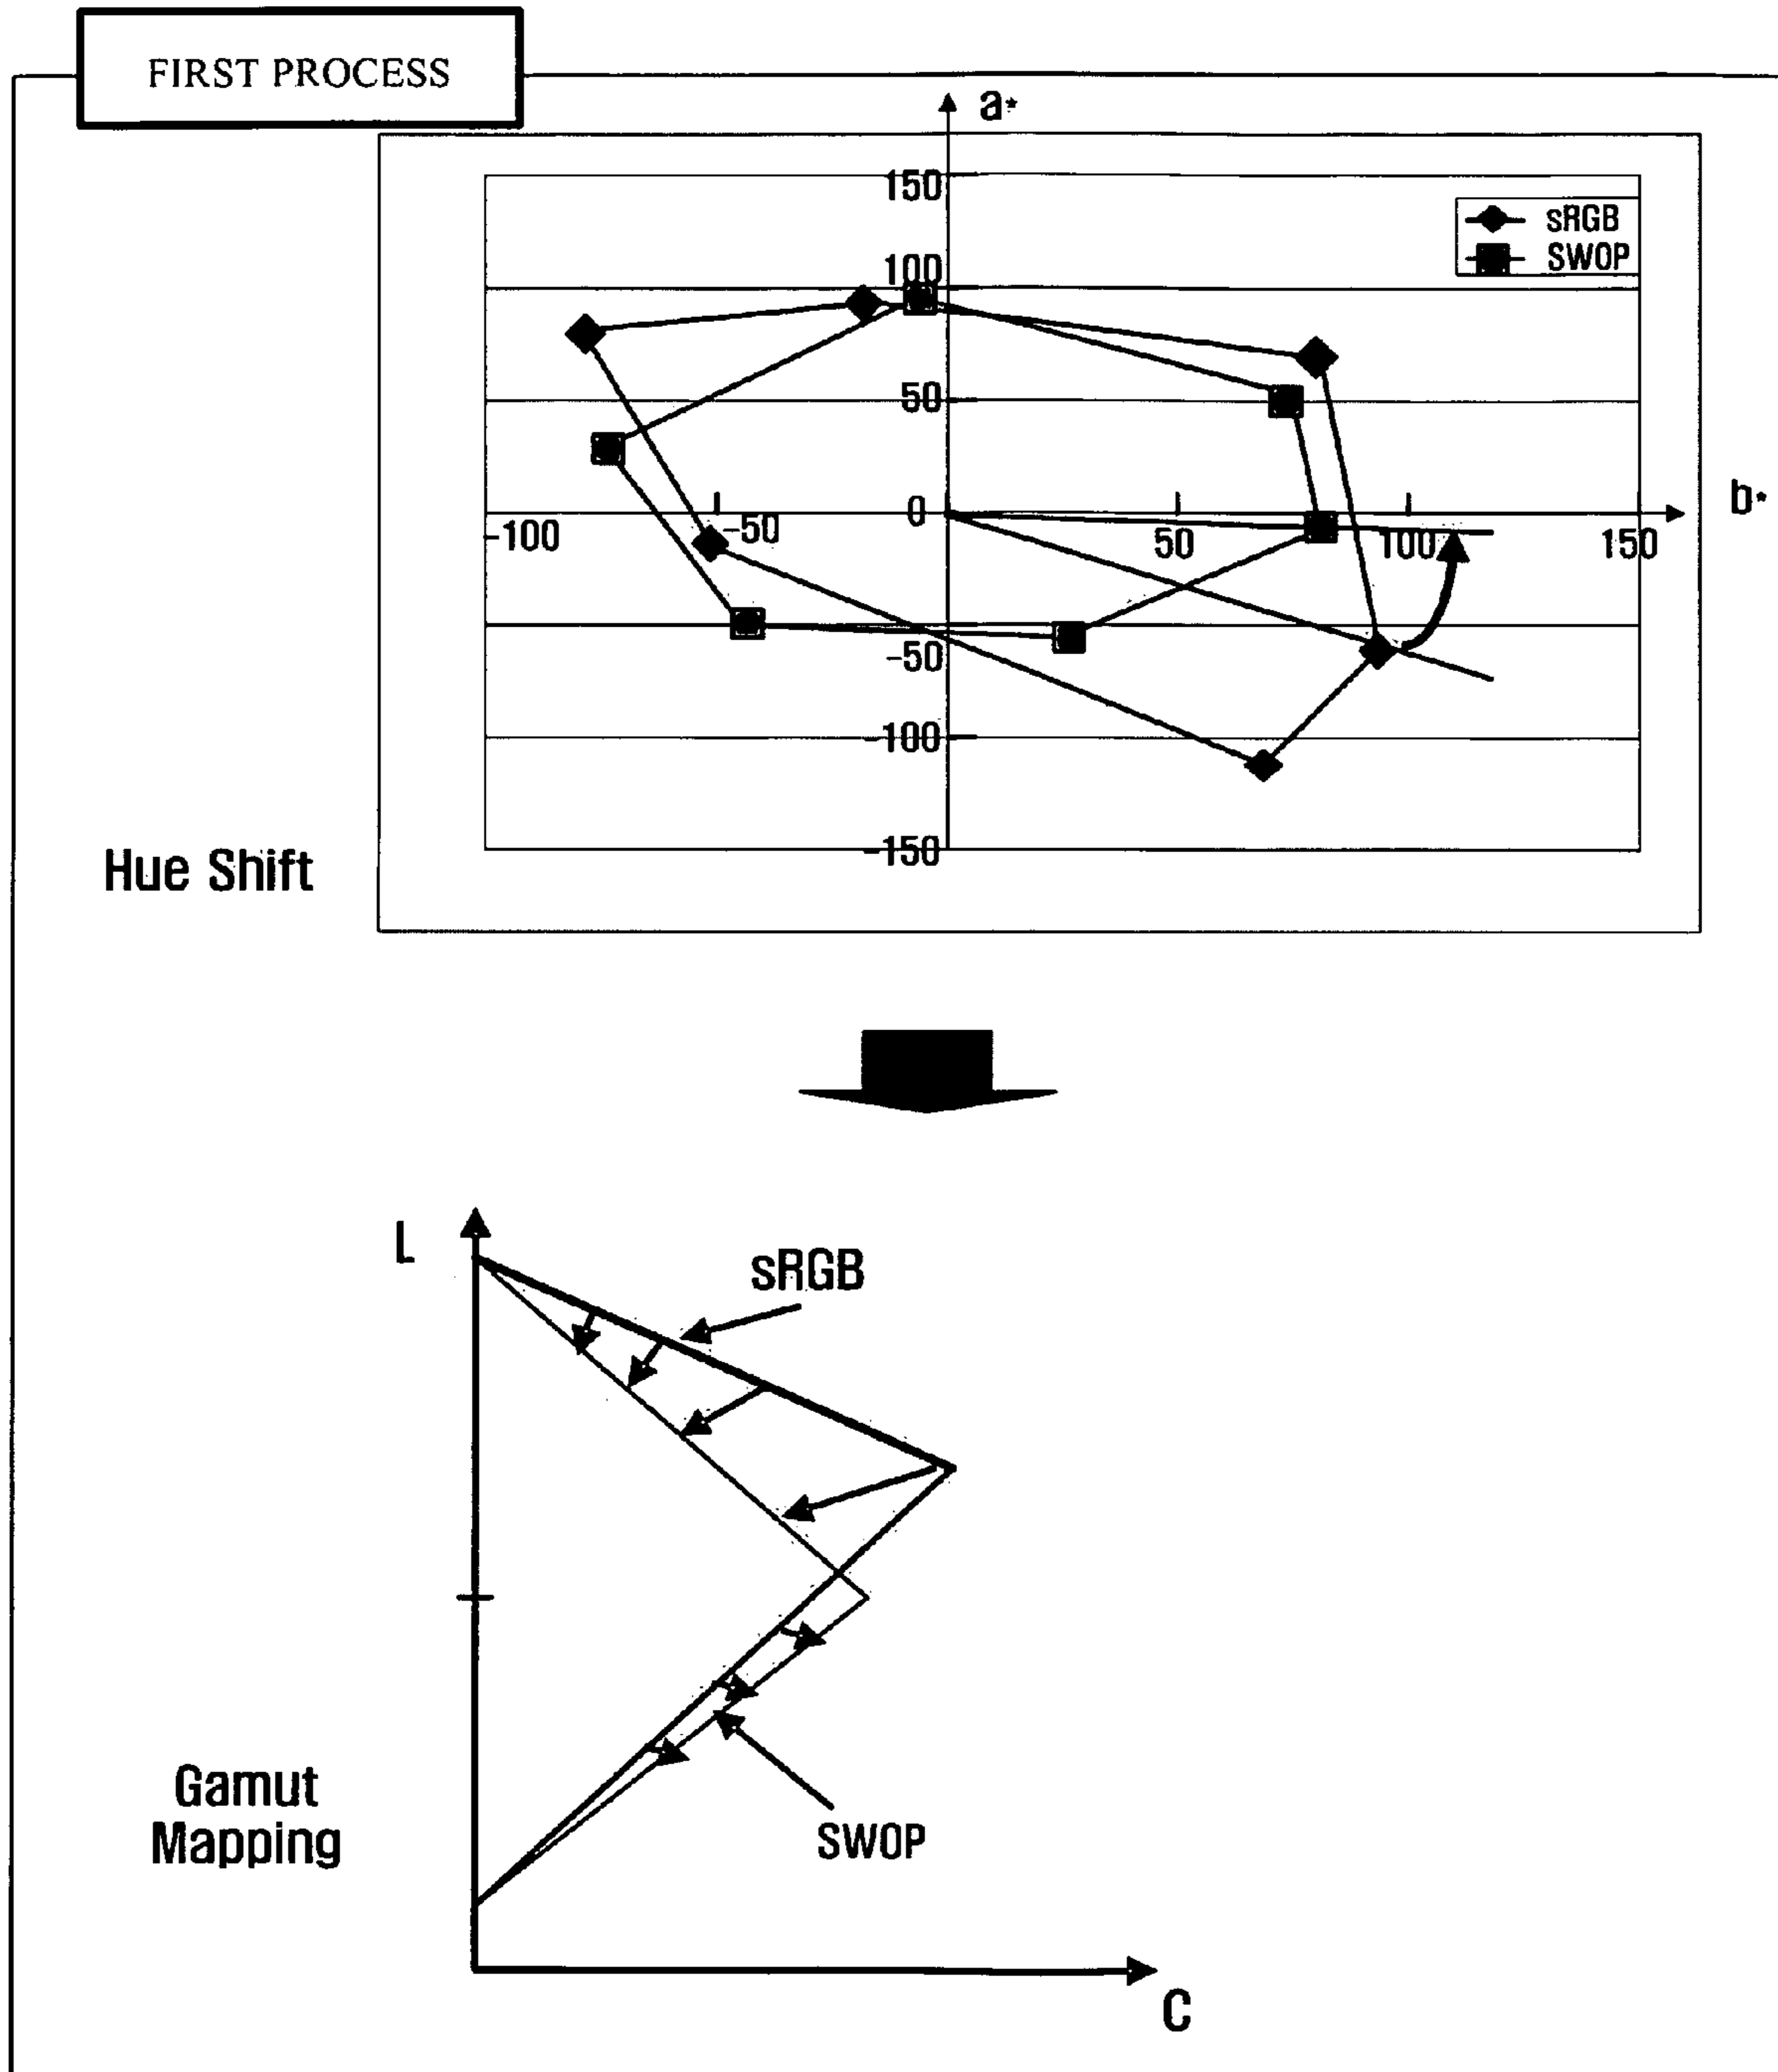 FIRST PROCESS
a*
150
sRGB
SWOP
100
50
0
b*
-100
-50
50
100
150
-50
-100
-150
Hue Shift
L
sRGB
Gamut
Mapping
SWOP
C